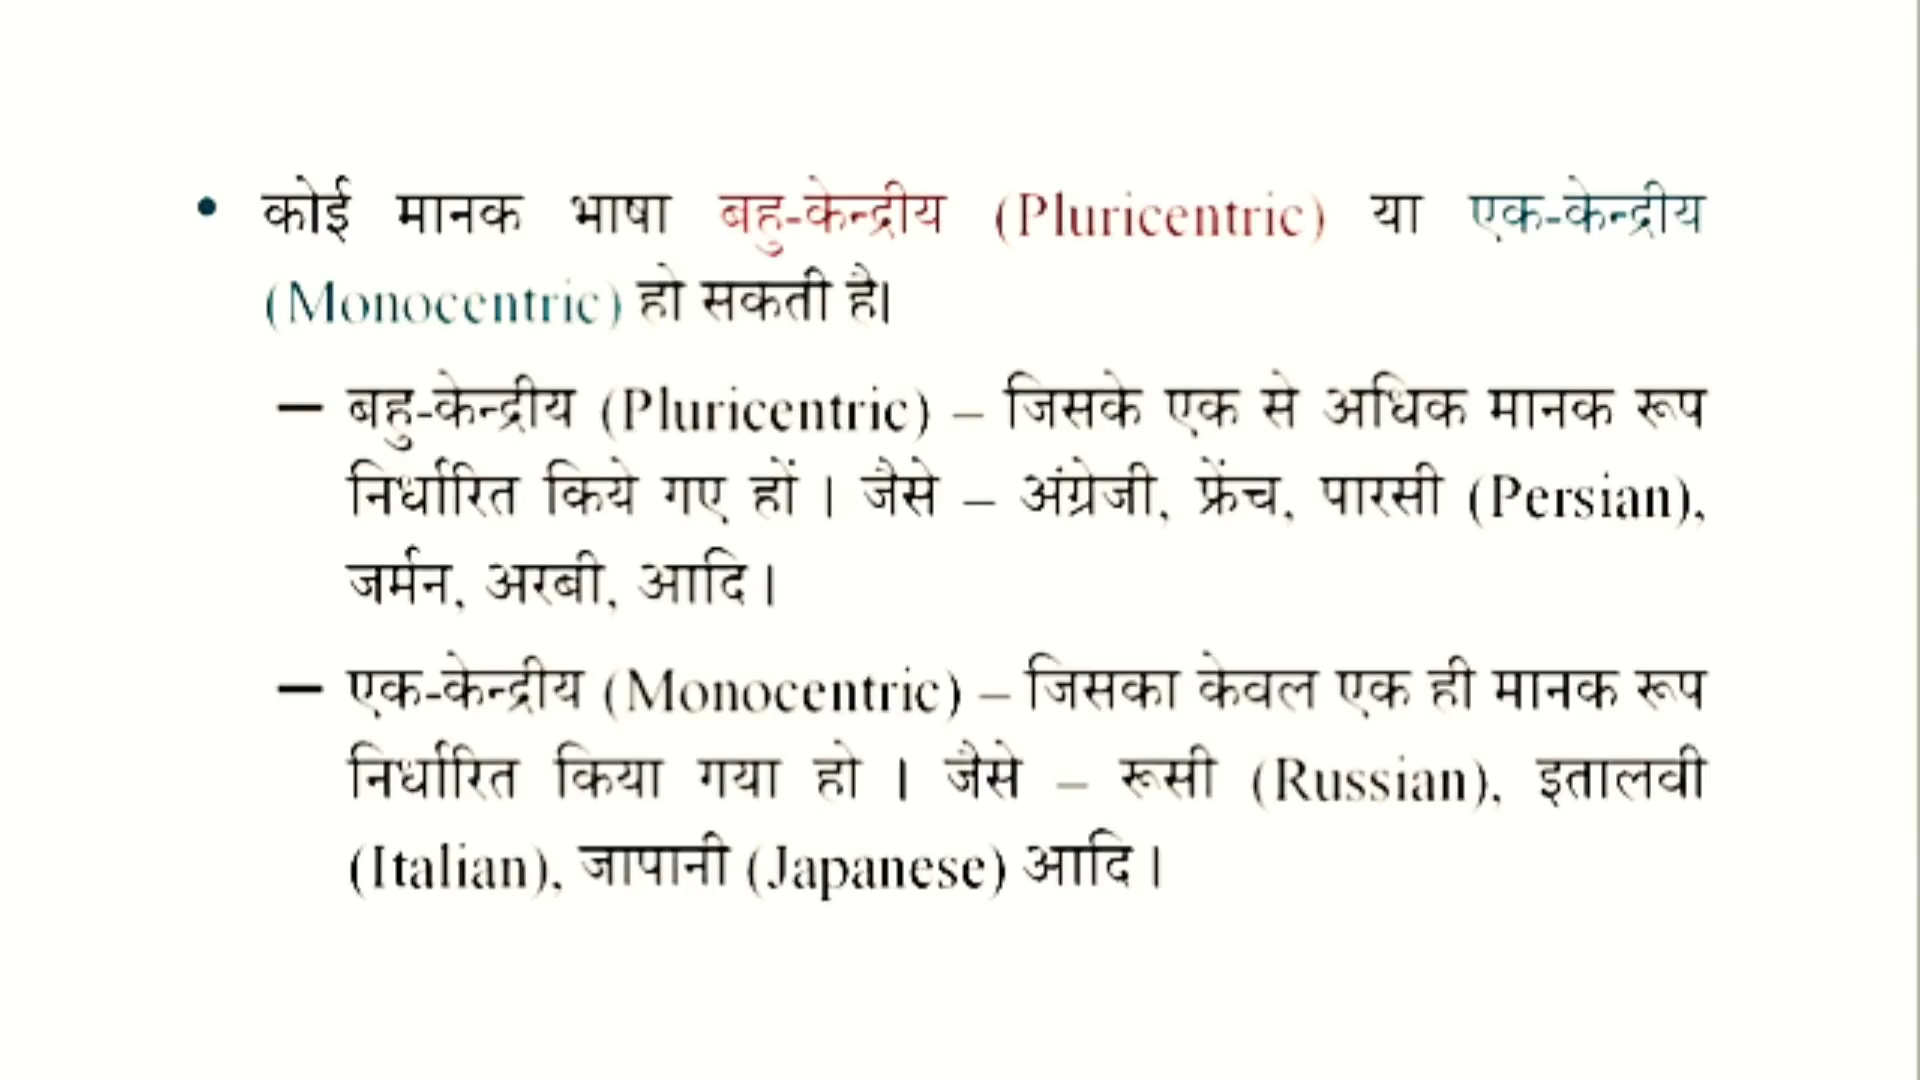 • कोई मानक भाषा बहु-केन्द्रीय (Pluricentric) या एक-केन्द्रीय
(Monocentric) हो सकती है।
– बहु-केन्द्रीय (Pluricentric) – जिसके एक से अधिक मानक रूप
निर्धारित किये गए हों । जैसे – अंग्रेजी, फ्रेंच, पारसी (Persian),
जर्मन, अरबी, आदि ।
– एक-केन्द्रीय (Monocentric) – जिसका केवल एक ही मानक रूप
निर्धारित किया गया हो । जैसे – रूसी (Russian), इतालवी
(Italian), जापानी (Japanese) आदि ।